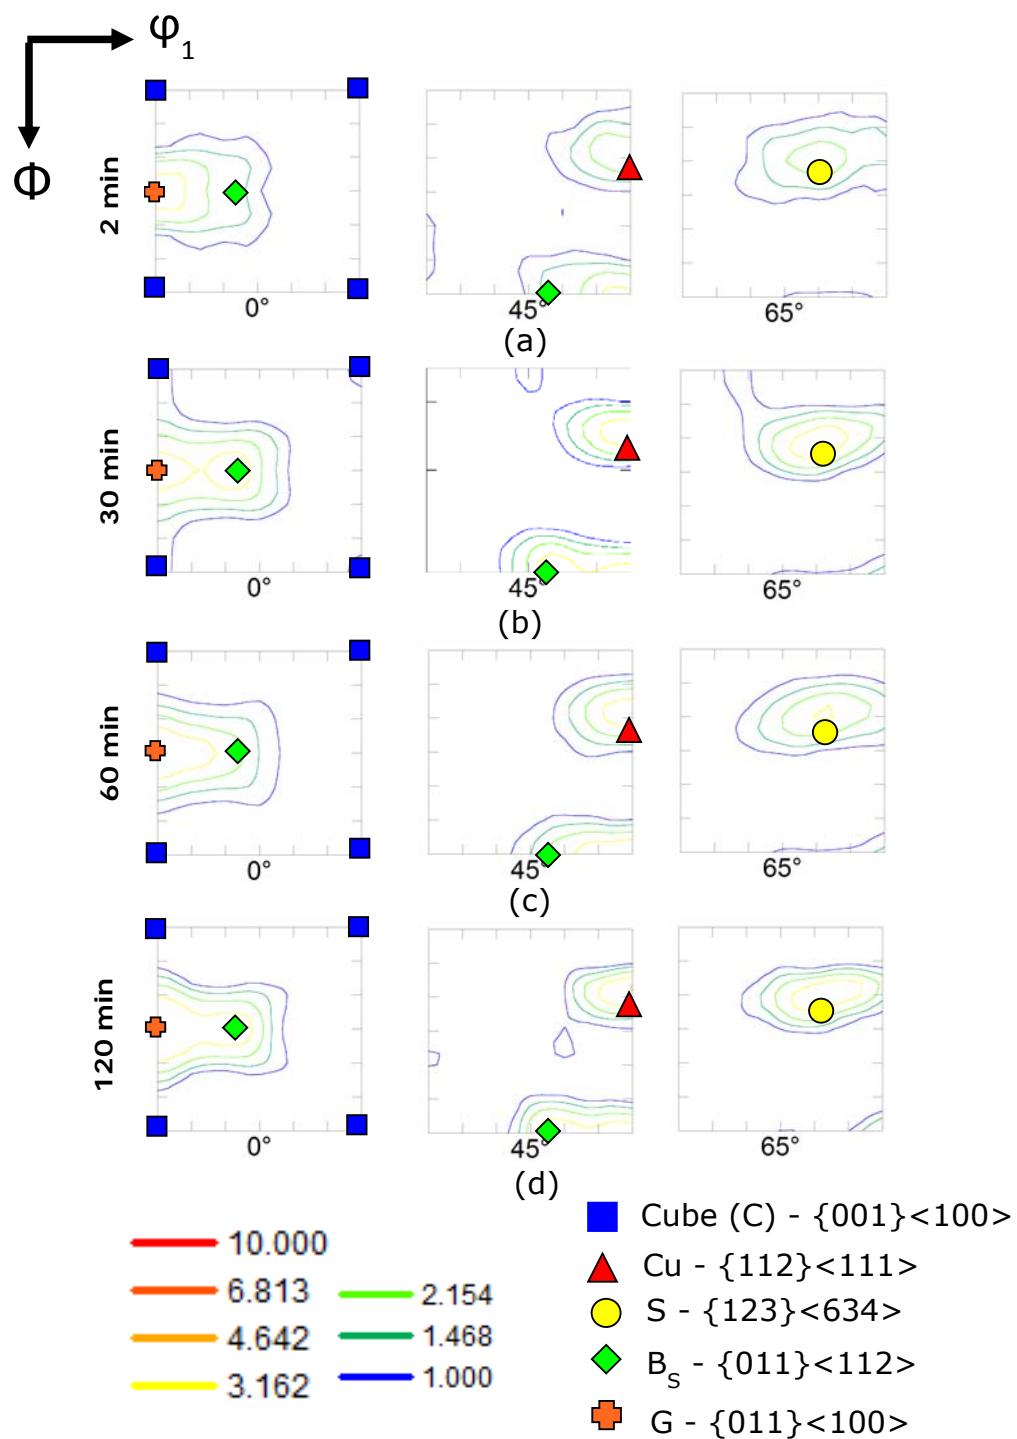 φ1
Φ
2 min
0° 45° 65°
(a)
30 min
0° 45° 65°
(b)
60 min
0° 45° 65°
(c)
120 min
0° 45° 65°
(d)
10.000
6.813
4.642
3.162
2.154
1.468
1.000
Cube (C) - {001}<100>
Cu - {112}<111>
S - {123}<634>
BS - {011}<112>
G - {011}<100>